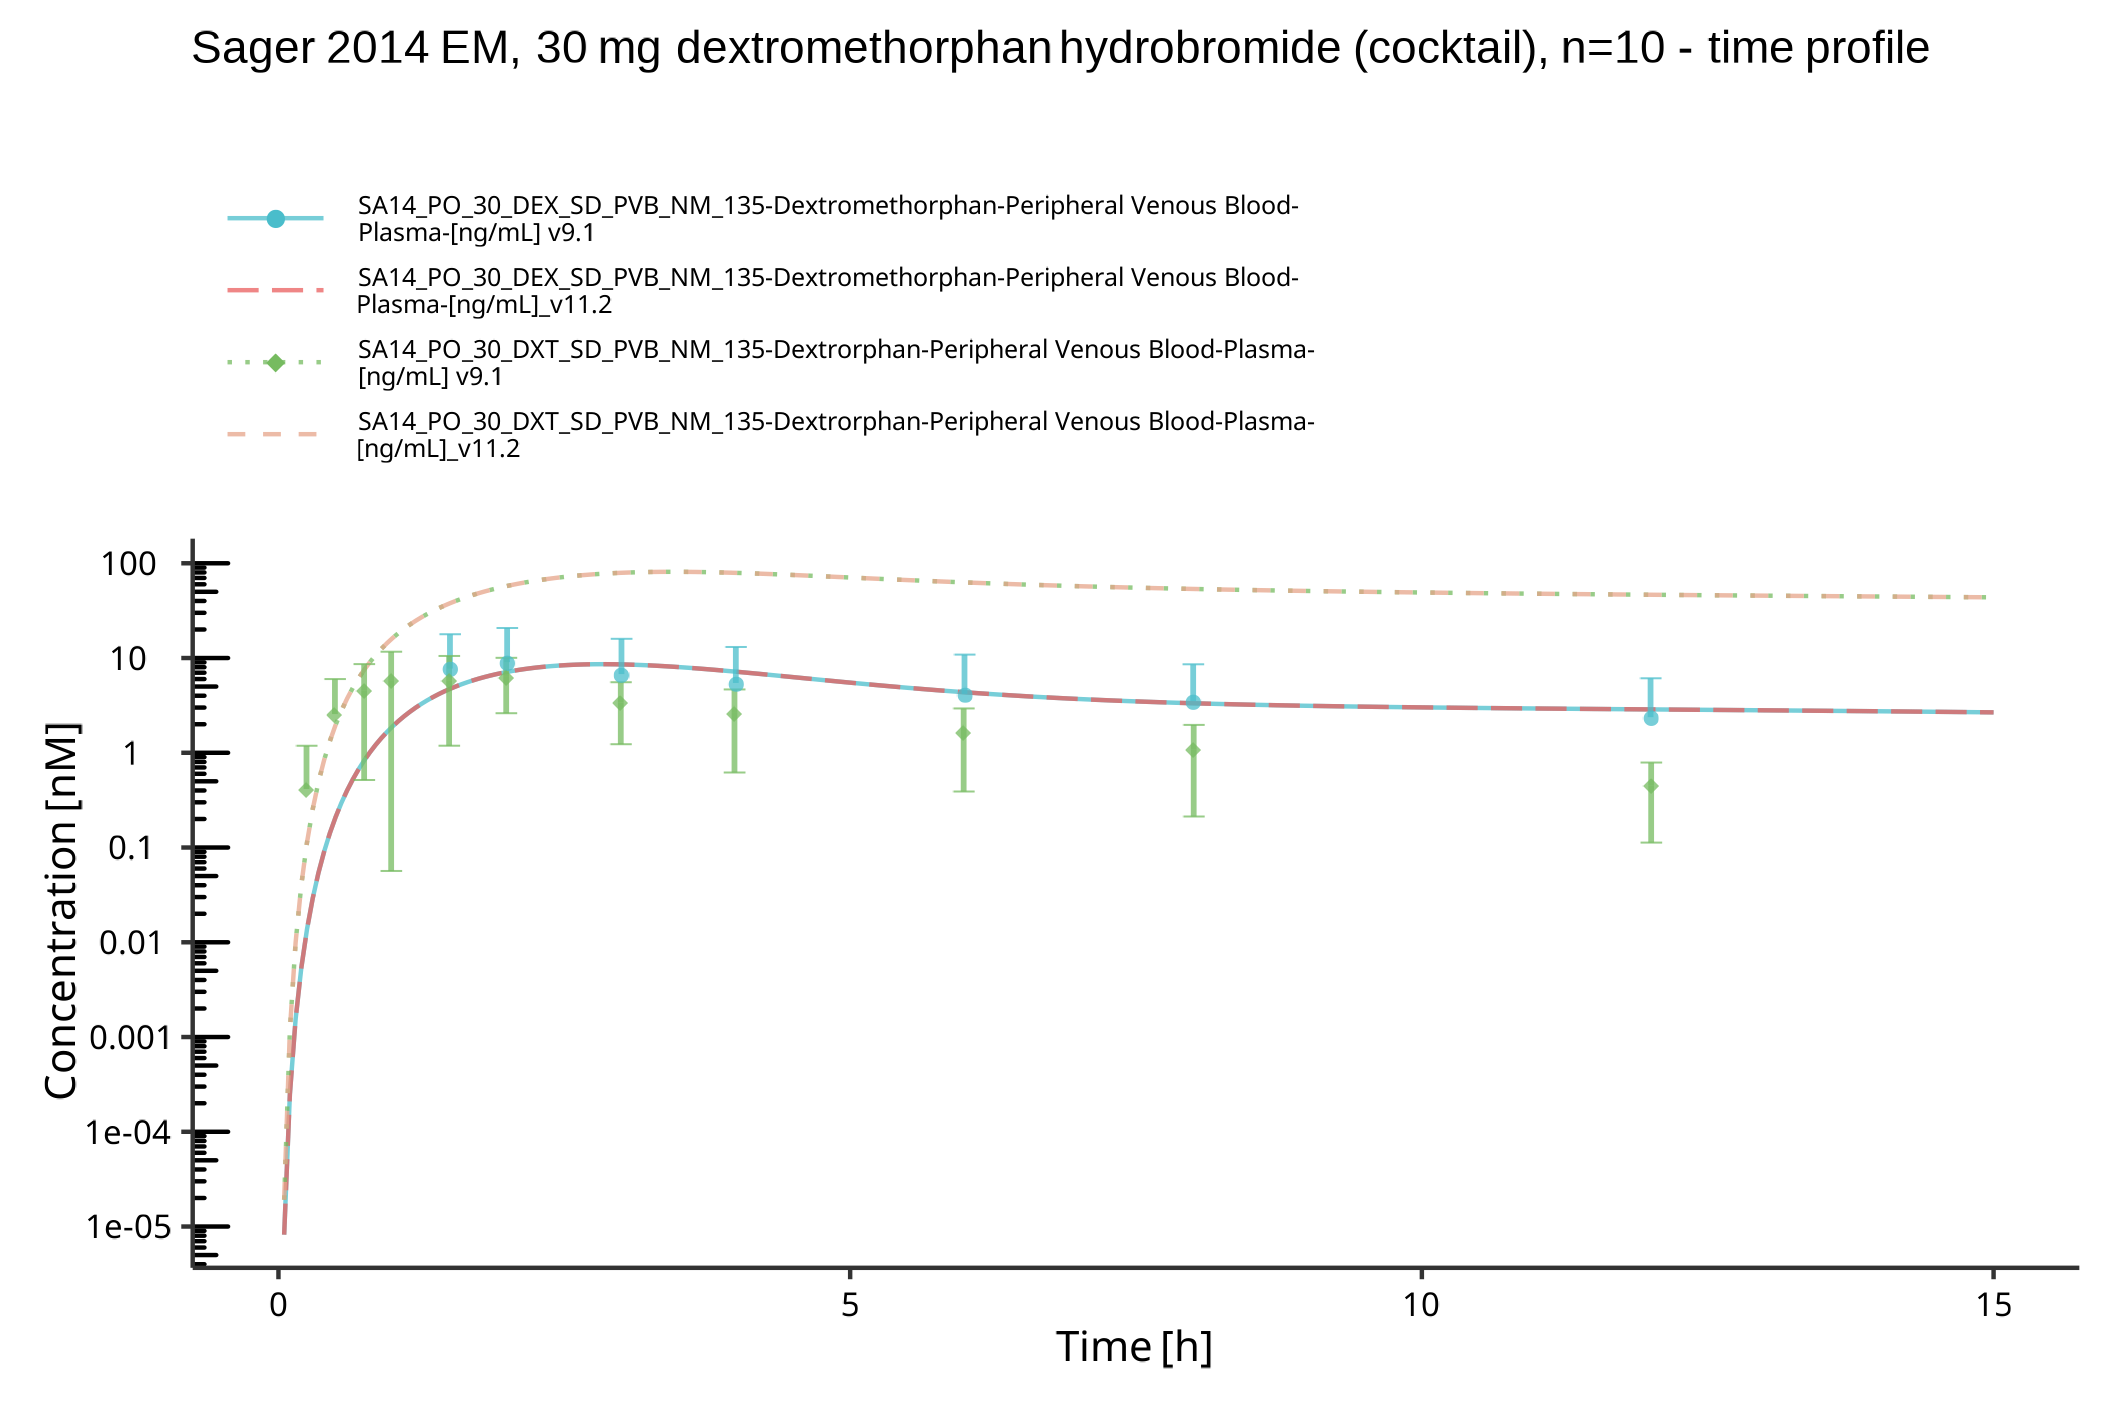 Sager 2014 EM, 30 mg dextromethorphan hydrobromide (cocktail), n=10 - time profile
SA14_PO_30_DEX_SD_PVB_NM_135-Dextromethorphan-Peripheral Venous Blood-
Plasma-[ng/mL] v9.1
SA14_PO_30_DEX_SD_PVB_NM_135-Dextromethorphan-Peripheral Venous Blood-
Plasma-[ng/mL]_v11.2
SA14_PO_30_DXT_SD_PVB_NM_135-Dextrorphan-Peripheral Venous Blood-Plasma-
[ng/mL] v9.1
SA14_PO_30_DXT_SD_PVB_NM_135-Dextrorphan-Peripheral Venous Blood-Plasma-
[ng/mL]_v11.2
Concentration [nM]
100
10
1
0.1
0.01
0.001
1e-04
1e-05
0
5
10
15
Time [h]